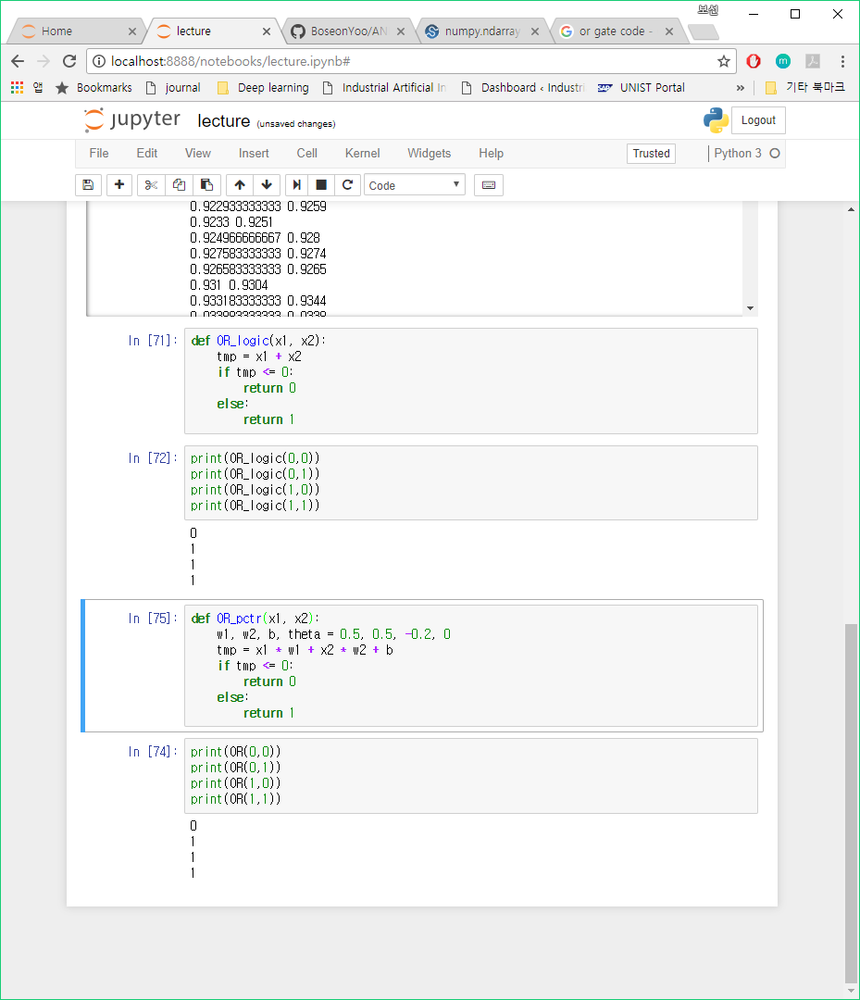 보선
Home
lecture
BoseonYoo/AN
numpy.ndarray
or gate code -
localhost:8888/notebooks/lecture.ipynb#
앱
Bookmarks
journal
Deep learning
Industrial Artificial In
Dashboard ‹ Industri
UNIST Portal
»
기타 북마크
jupyter
lecture (unsaved changes)
Logout
File Edit View Insert Cell Kernel Widgets Help
Trusted
Python 3
Code
0.922933333333 0.9259
0.9233 0.9251
0.924966666667 0.928
0.927583333333 0.9274
0.926583333333 0.9265
0.931 0.9304
0.933183333333 0.9344
In [71]:
def OR_logic(x1, x2):
    tmp = x1 + x2
    if tmp <= 0:
        return 0
    else:
        return 1
In [72]:
print(OR_logic(0,0))
print(OR_logic(0,1))
print(OR_logic(1,0))
print(OR_logic(1,1))
0
1
1
1
In [75]:
def OR_pctr(x1, x2):
    w1, w2, b, theta = 0.5, 0.5, -0.2, 0
    tmp = x1 * w1 + x2 * w2 + b
    if tmp <= 0:
        return 0
    else:
        return 1
In [74]:
print(OR(0,0))
print(OR(0,1))
print(OR(1,0))
print(OR(1,1))
0
1
1
1